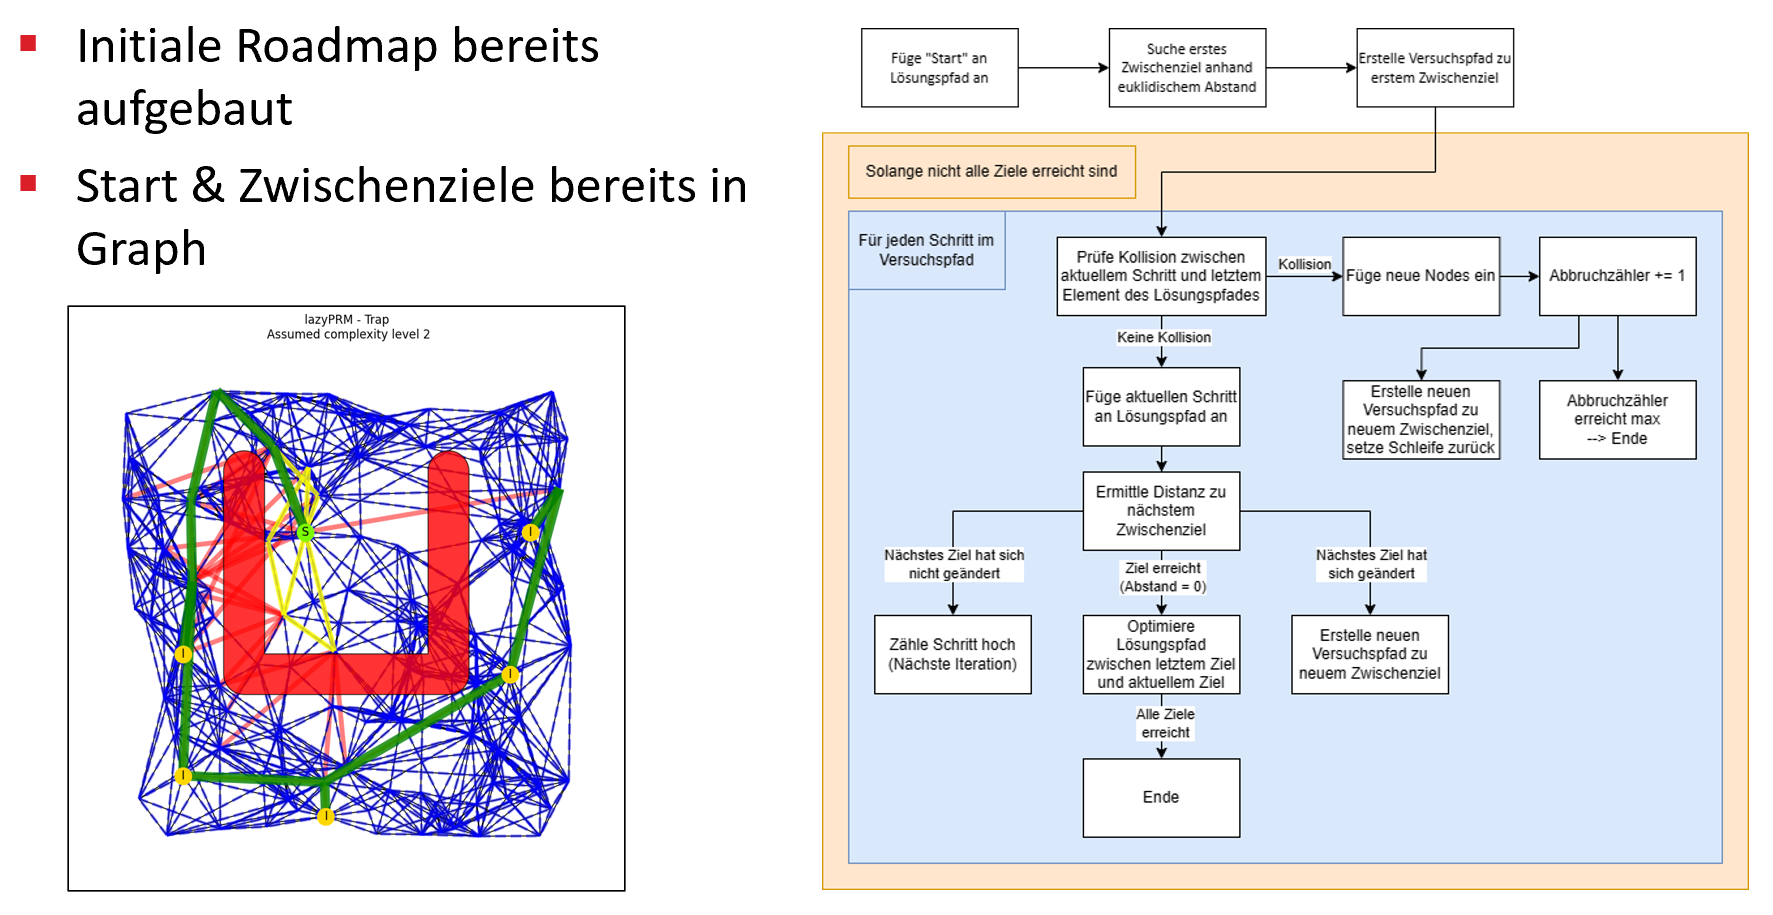 Initiale Roadmap bereits
aufgebaut
Start & Zwischenziele bereits in
Graph
lazyPRM - Trap
Assumed complexity level 2
S
I
I
I
I
I
Füge "Start" an
Lösungspfad an
Suche erstes
Zwischenziel anhand
euklidischem Abstand
Erstelle Versuchspfad zu
erstem Zwischenziel
Solange nicht alle Ziele erreicht sind
Für jeden Schritt im
Versuchspfad
Prüfe Kollision zwischen
aktuellem Schritt und letztem
Element des Lösungspfades
Kollision
Füge neue Nodes ein
Abbruchzähler += 1
Keine Kollision
Füge aktuellen Schritt
an Lösungspfad an
Erstelle neuen
Versuchspfad zu
neuem Zwischenziel,
setze Schleife zurück
Abbruchzähler
erreicht max
--> Ende
Ermittle Distanz zu
nächstem
Zwischenziel
Nächstes Ziel hat sich
nicht geändert
Ziel erreicht
(Abstand = 0)
Nächstes Ziel hat
sich geändert
Zähle Schritt hoch
(Nächste Iteration)
Optimiere
Lösungspfad
zwischen letztem Ziel
und aktuellem Ziel
Erstelle neuen
Versuchspfad zu
neuem Zwischenziel
Alle Ziele
erreicht
Ende